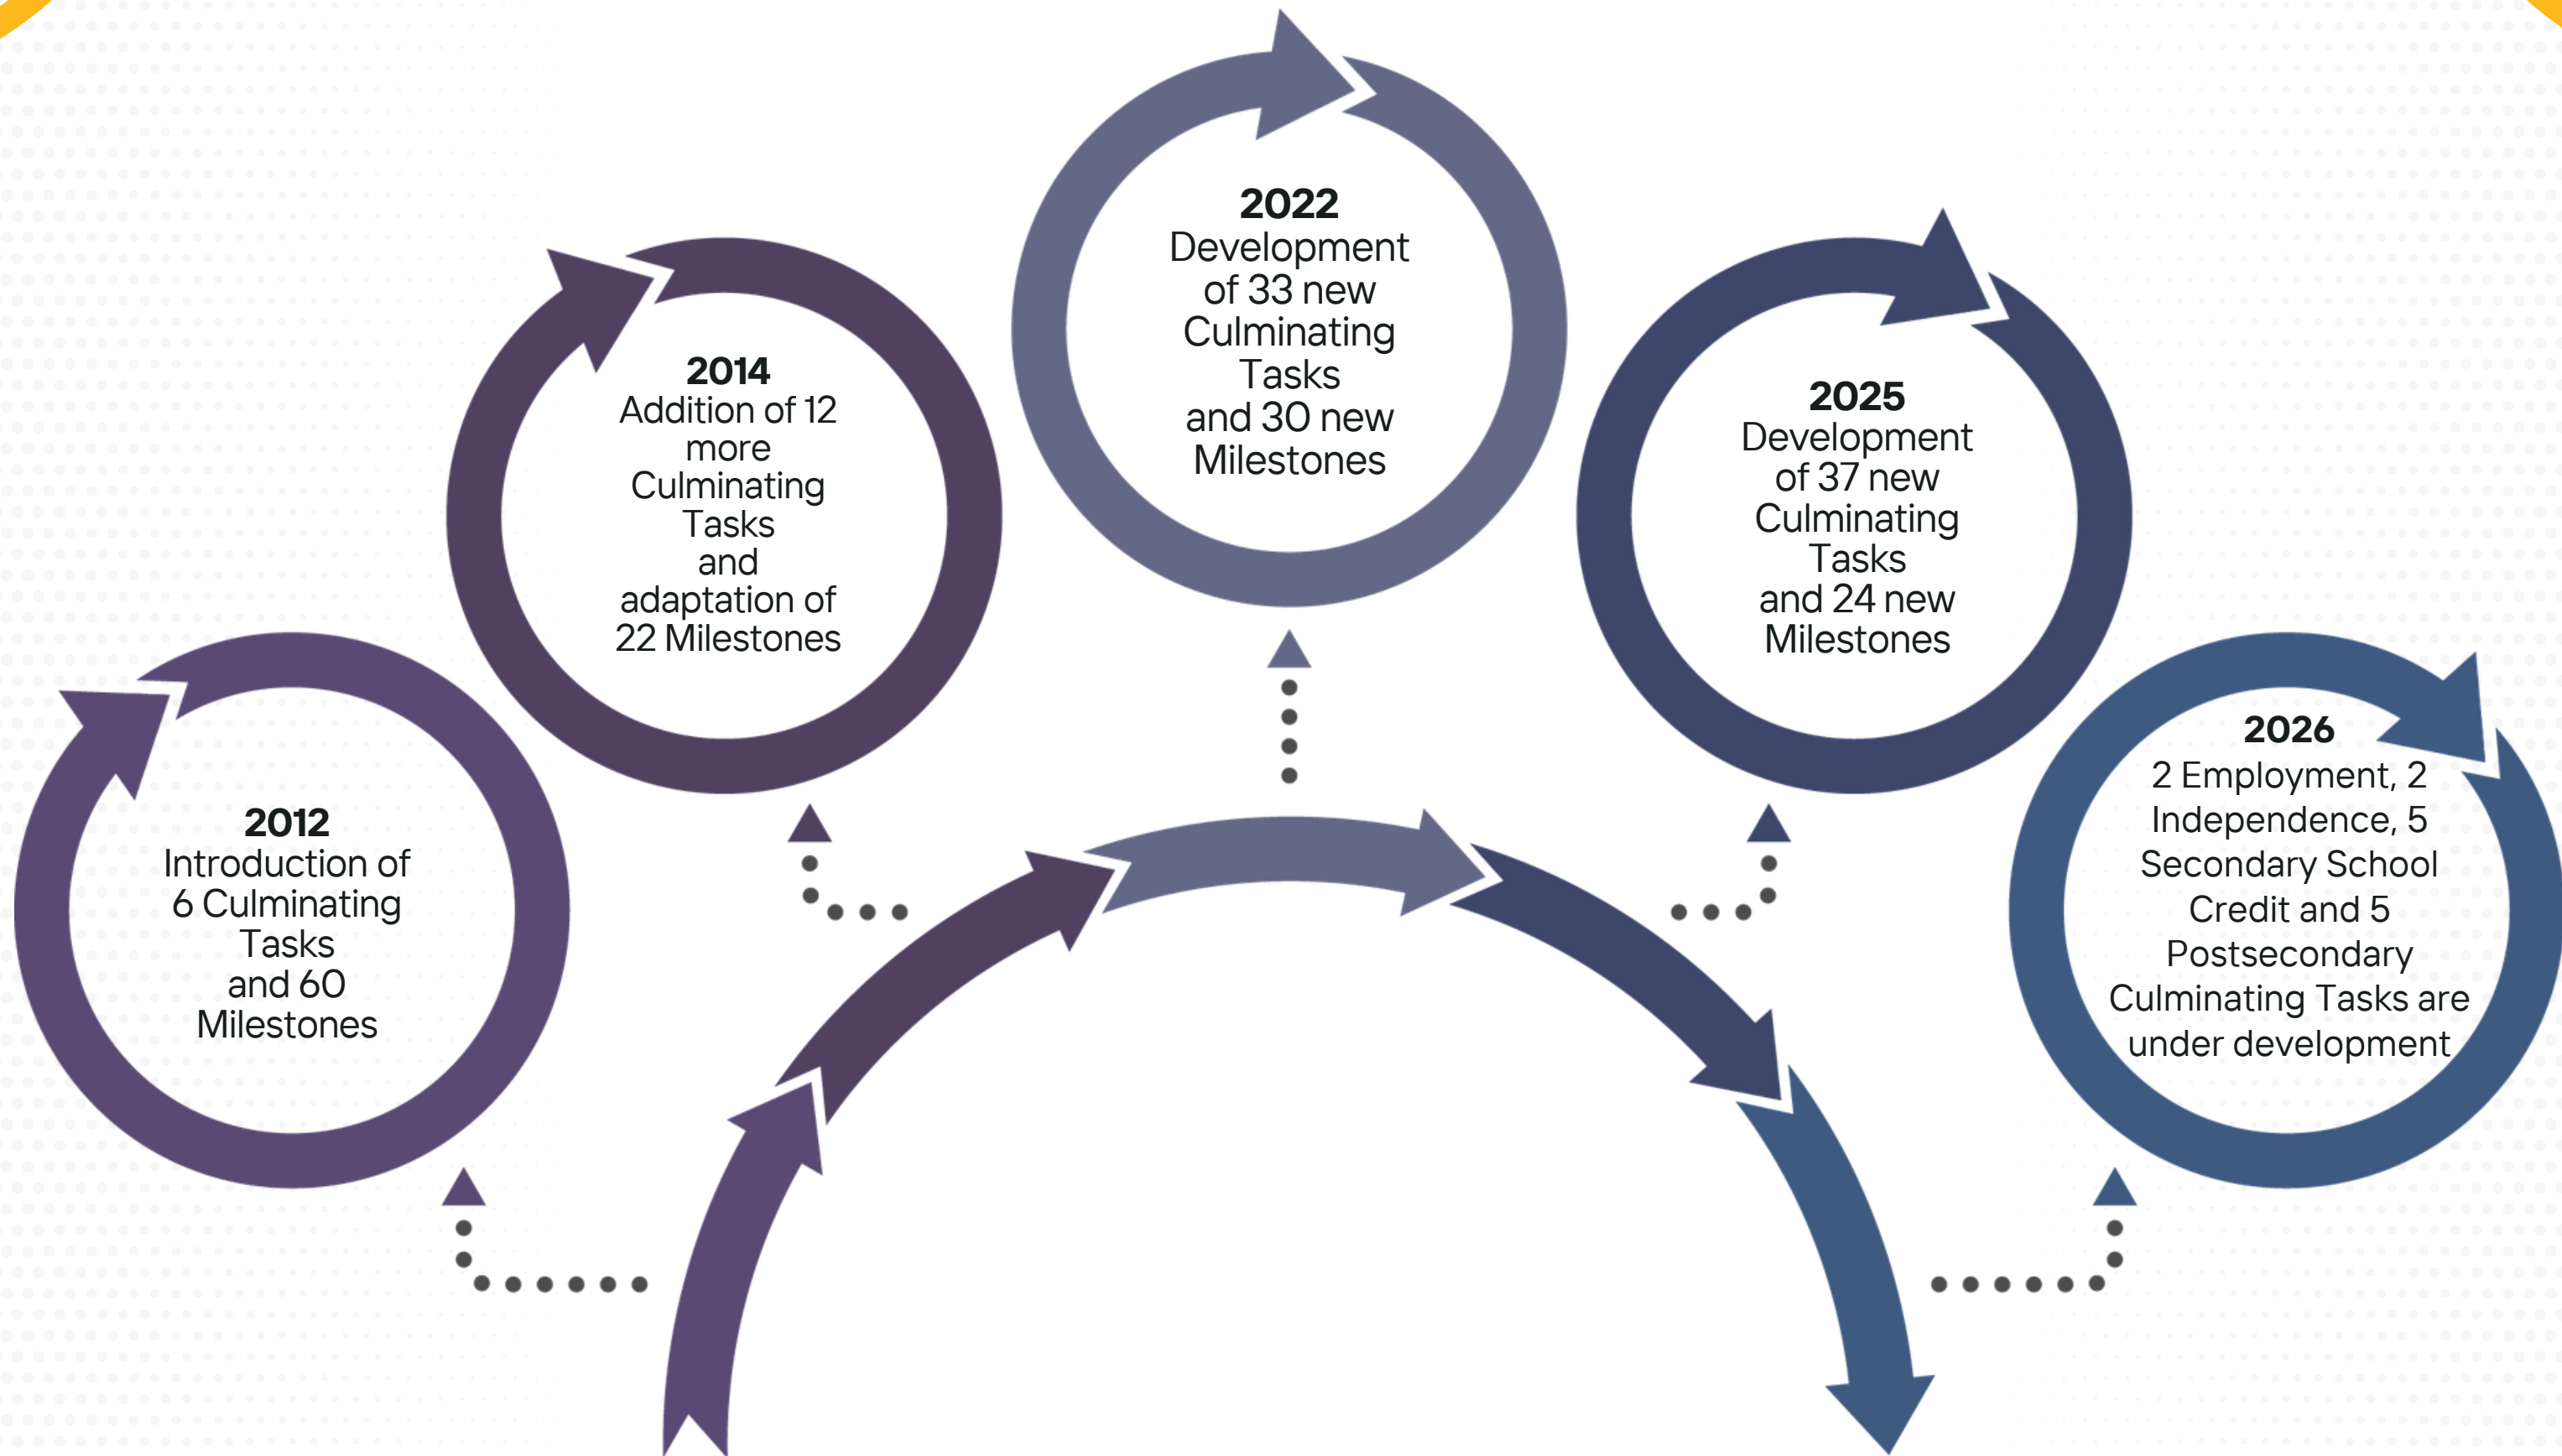 2012
Introduction of
6 Culminating
Tasks
and 60
Milestones
2014
Addition of 12
more
Culminating
Tasks
and
adaptation of
22 Milestones
2022
Development
of 33 new
Culminating
Tasks
and 30 new
Milestones
2025
Development
of 37 new
Culminating
Tasks
and 24 new
Milestones
2026
2 Employment, 2
Independence, 5
Secondary School
Credit and 5
Postsecondary
Culminating Tasks are
under development